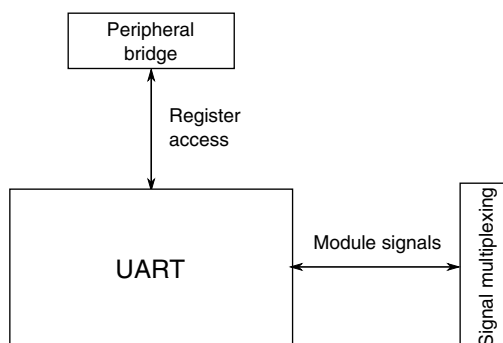 Peripheral
bridge
Register
access
UART
Module signals
Signal multiplexing